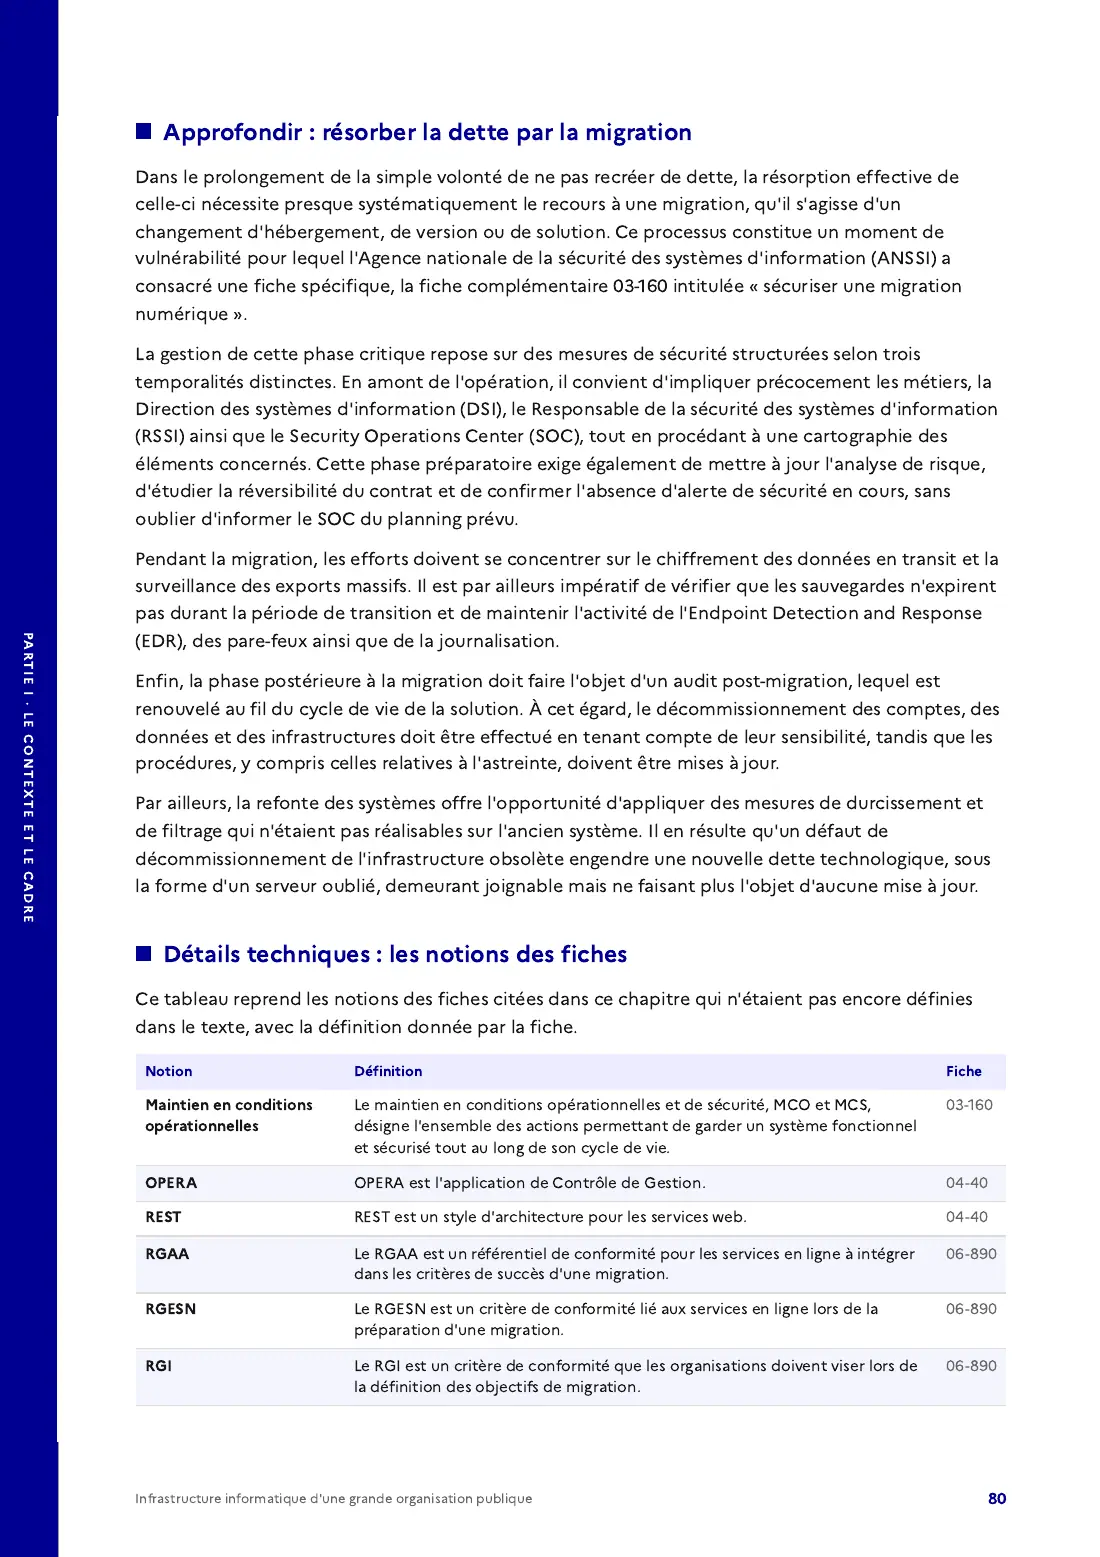 Approfondir : résorber la dette par la migration
Dans le prolongement de la simple volonté de ne pas recréer de dette, la résorption effective de
celle-ci nécessite presque systématiquement le recours à une migration, qu'il s'agisse d'un
changement d'hébergement, de version ou de solution. Ce processus constitue un moment de
vulnérabilité pour lequel l'Agence nationale de la sécurité des systèmes d'information (ANSSI) a
consacré une fiche spécifique, la fiche complémentaire 03-160 intitulée « sécuriser une migration
numérique ».
La gestion de cette phase critique repose sur des mesures de sécurité structurées selon trois
temporalités distinctes. En amont de l'opération, il convient d'impliquer précocement les métiers, la
Direction des systèmes d'information (DSI), le Responsable de la sécurité des systèmes d'information
(RSSI) ainsi que le Security Operations Center (SOC), tout en procédant à une cartographie des
éléments concernés. Cette phase préparatoire exige également de mettre à jour l'analyse de risque,
d'étudier la réversibilité du contrat et de confirmer l'absence d'alerte de sécurité en cours, sans
oublier d'informer le SOC du planning prévu.
Pendant la migration, les efforts doivent se concentrer sur le chiffrement des données en transit et la
surveillance des exports massifs. Il est par ailleurs impératif de vérifier que les sauvegardes n'expirent
pas durant la période de transition et de maintenir l'activité de l'Endpoint Detection and Response
(EDR), des pare-feux ainsi que de la journalisation.
Enfin, la phase postérieure à la migration doit faire l'objet d'un audit post-migration, lequel est
renouvelé au fil du cycle de vie de la solution. À cet égard, le décommissionnement des comptes, des
données et des infrastructures doit être effectué en tenant compte de leur sensibilité, tandis que les
procédures, y compris celles relatives à l'astreinte, doivent être mises à jour.
Par ailleurs, la refonte des systèmes offre l'opportunité d'appliquer des mesures de durcissement et
de filtrage qui n'étaient pas réalisables sur l'ancien système. Il en résulte qu'un défaut de
décommissionnement de l'infrastructure obsolète engendre une nouvelle dette technologique, sous
la forme d'un serveur oublié, demeurant joignable mais ne faisant plus l'objet d'aucune mise à jour.
Détails techniques : les notions des fiches
Ce tableau reprend les notions des fiches citées dans ce chapitre qui n'étaient pas encore définies
dans le texte, avec la définition donnée par la fiche.
Notion Définition Fiche
Maintien en conditions Le maintien en conditions opérationnelles et de sécurité, MCO et MCS, 03-160
opérationnelles désigne l'ensemble des actions permettant de garder un système fonctionnel
et sécurisé tout au long de son cycle de vie.
OPERA OPERA est l'application de Contrôle de Gestion. 04-40
REST REST est un style d'architecture pour les services web. 04-40
RGAA Le RGAA est un référentiel de conformité pour les services en ligne à intégrer 06-890
dans les critères de succès d'une migration.
RGESN Le RGESN est un critère de conformité lié aux services en ligne lors de la 06-890
préparation d'une migration.
RGI Le RGI est un critère de conformité que les organisations doivent viser lors de 06-890
la définition des objectifs de migration.
PARTIE I · LE CONTEXTE ET LE CADRE
Infrastructure informatique d'une grande organisation publique 80